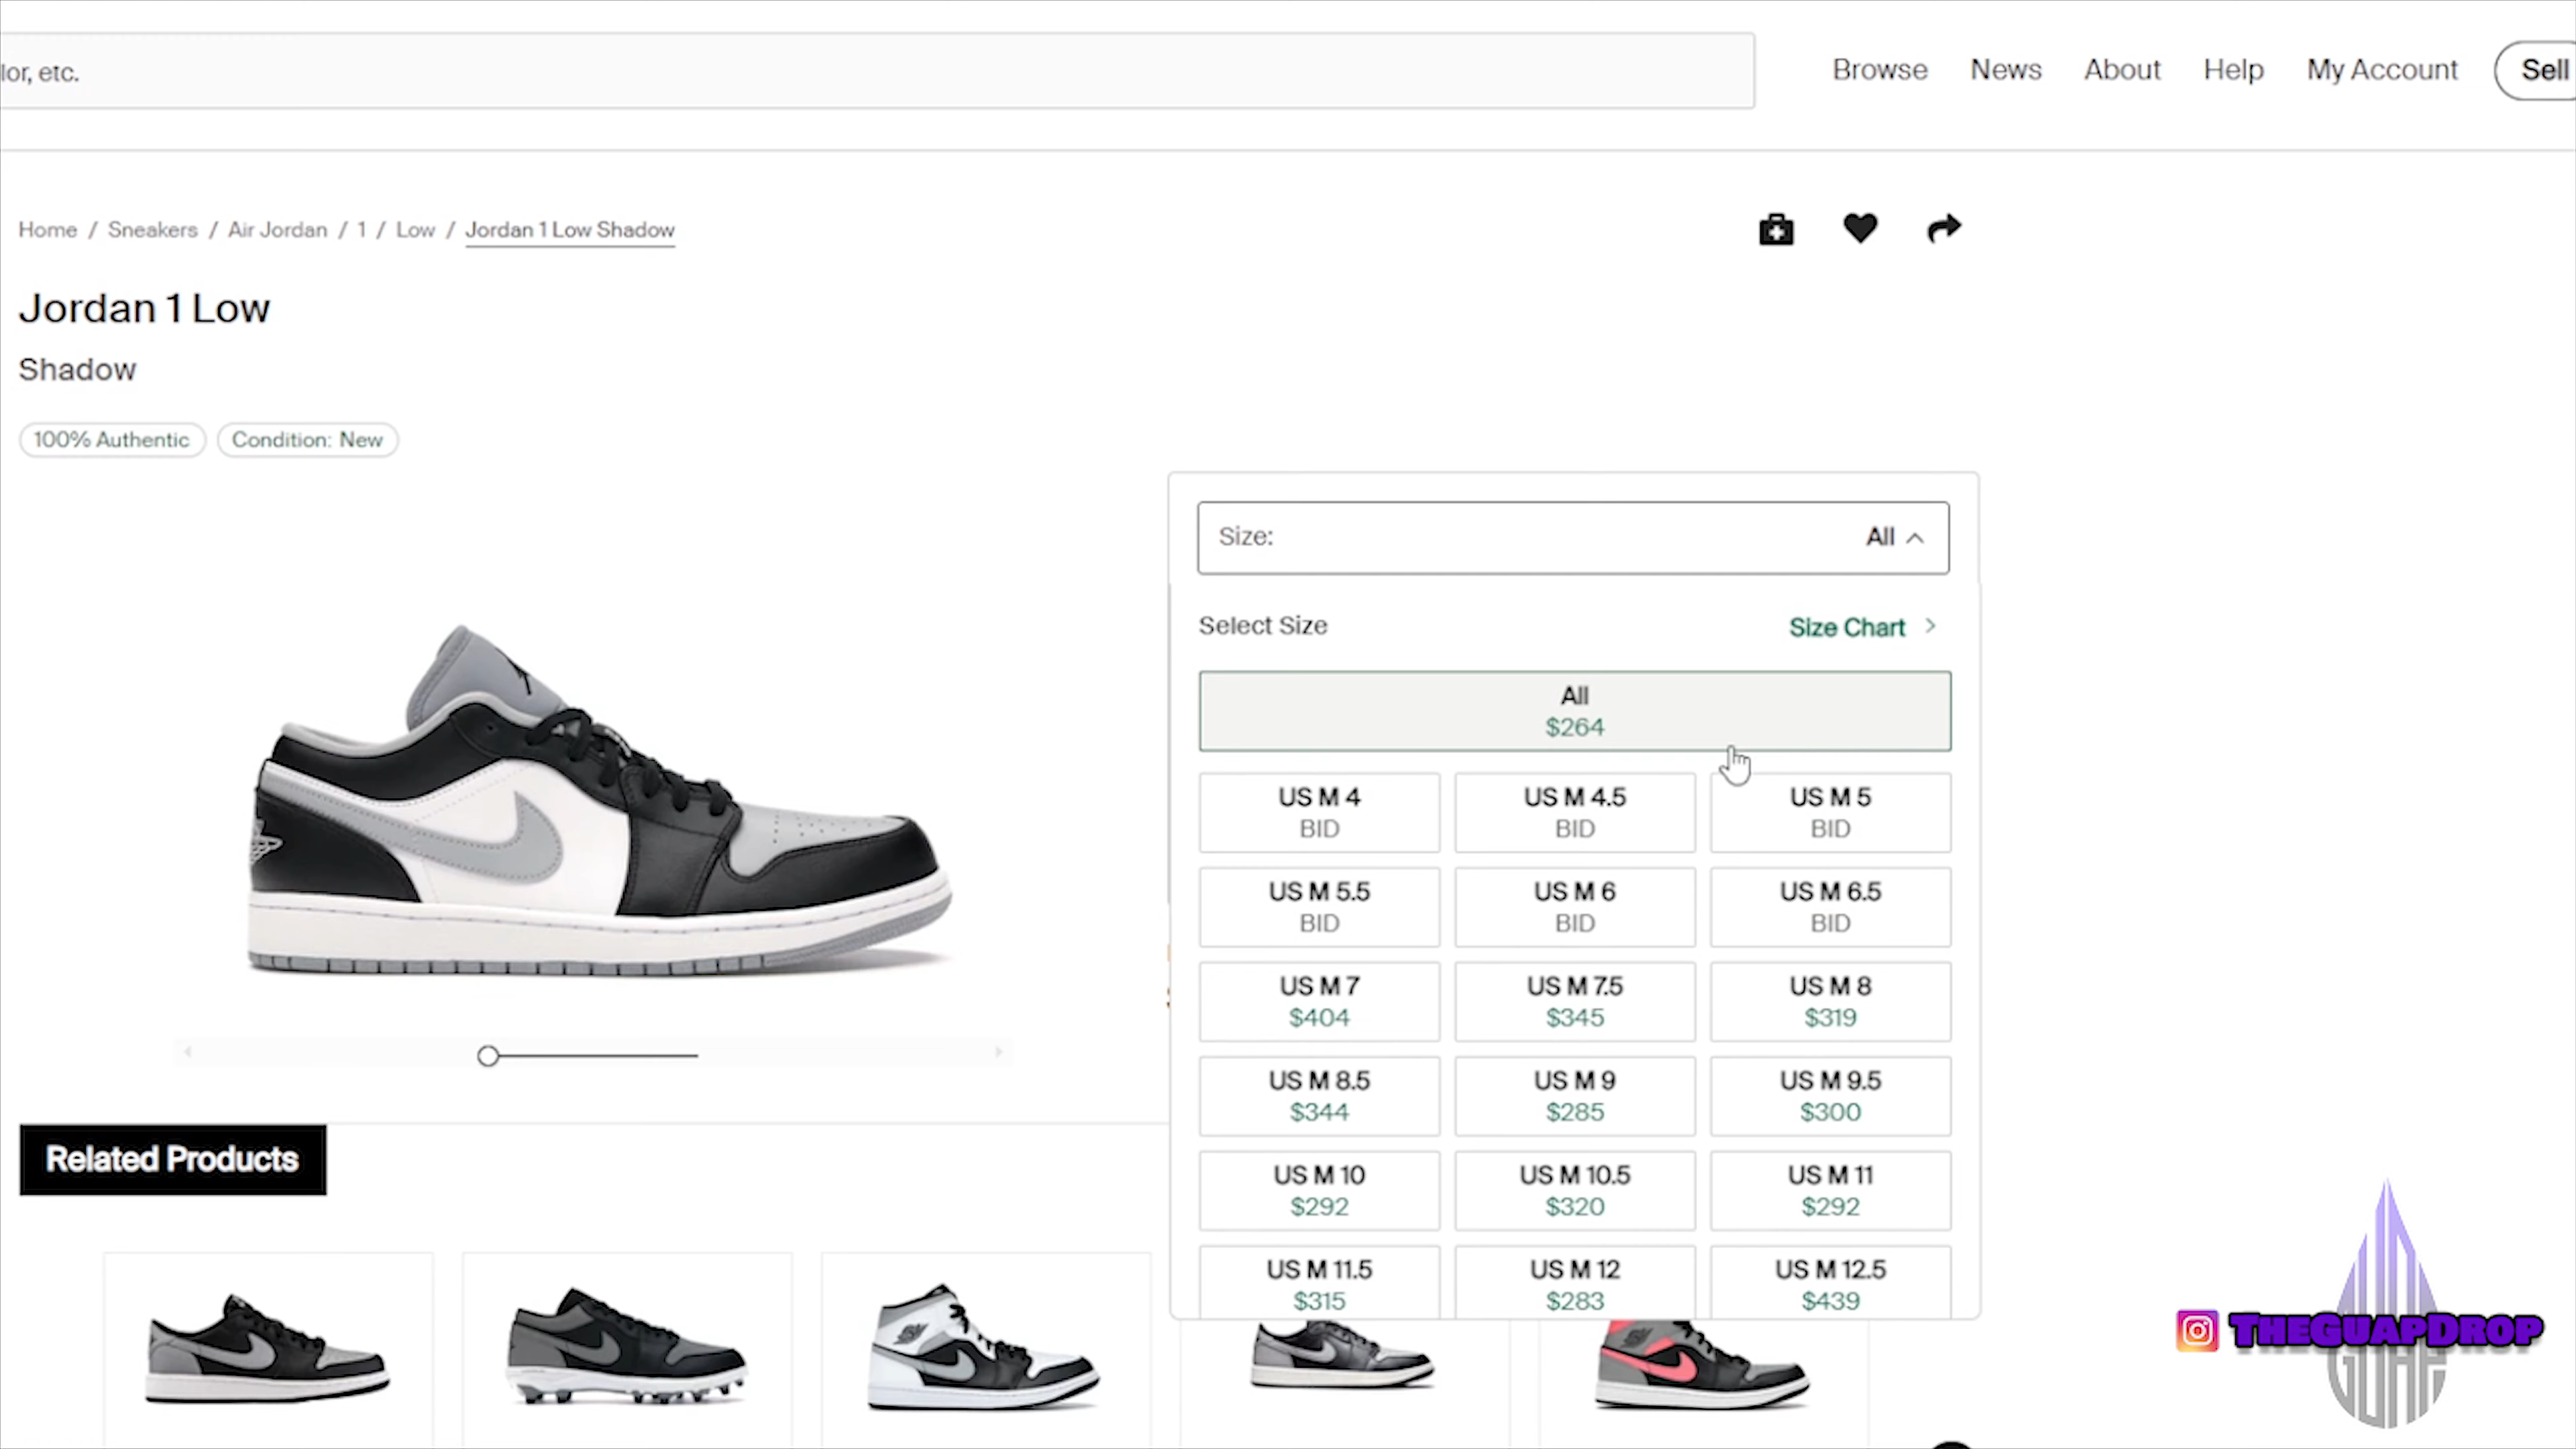 lor, etc.
Browse News About Help My Account Sell
Home / Sneakers / Air Jordan / 1 / Low / Jordan 1 Low Shadow
Jordan 1 Low
Shadow
100% Authentic Condition: New
Size: All
Select Size Size Chart
All
$264
US M 4 US M 4.5 US M 5
BID BID BID
US M 5.5 US M 6 US M 6.5
BID BID BID
US M 7 US M 7.5 US M 8
$404 $345 $319
US M 8.5 US M 9 US M 9.5
$344 $285 $300
US M 10 US M 10.5 US M 11
$292 $320 $292
US M 11.5 US M 12 US M 12.5
$315 $283 $439
Related Products
THEGUAPDROP
GUAP